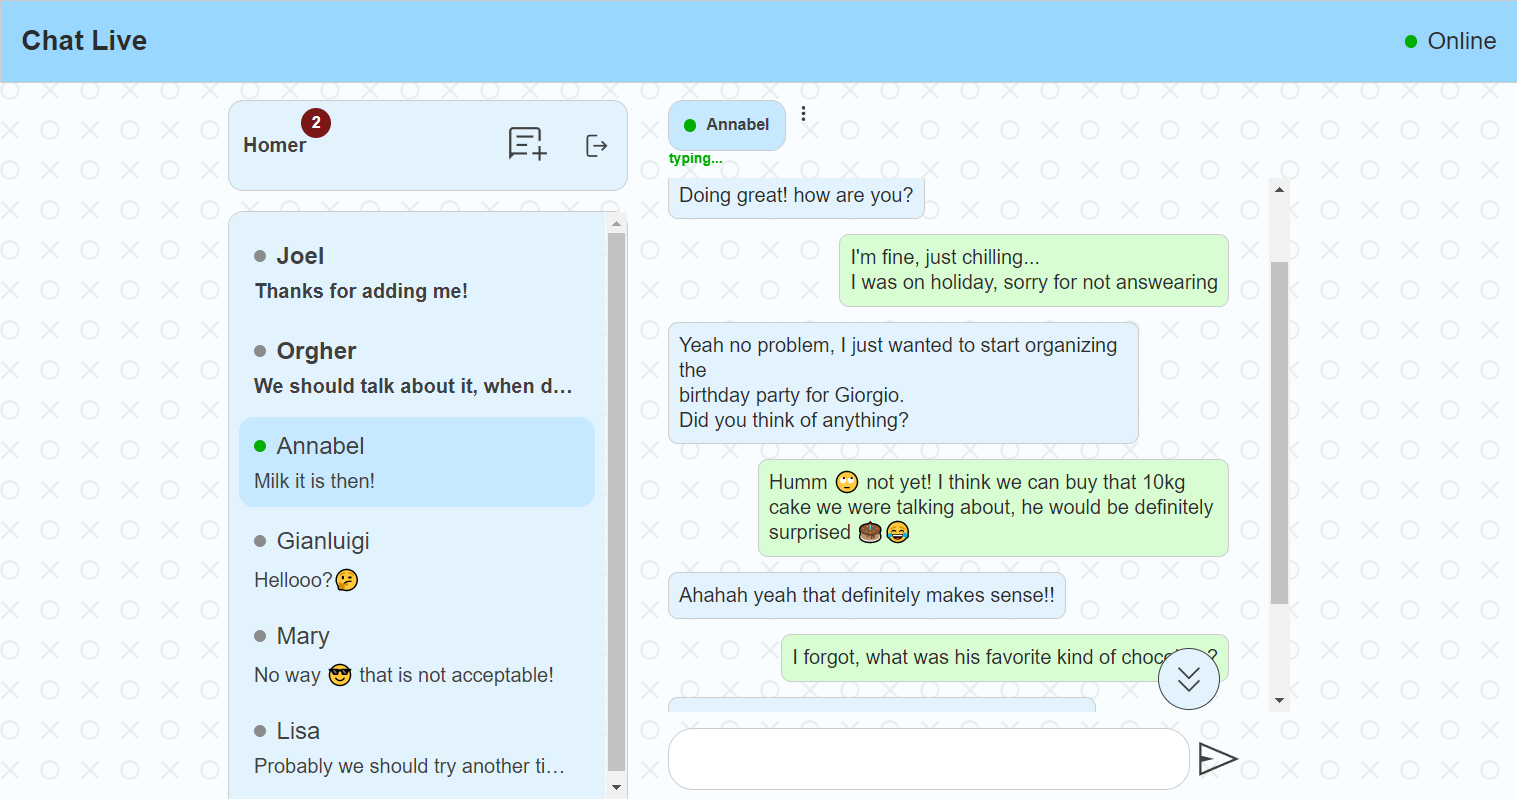 Chat Live
Online
Homer
2
Joel
Thanks for adding me!
Orgher
We should talk about it, when d...
Annabel
Milk it is then!
Gianluigi
Hellooo?🤔
Mary
No way 😎 that is not acceptable!
Lisa
Probably we should try another ti...
Annabel
typing...
Doing great! how are you?
I'm fine, just chilling...
I was on holiday, sorry for not answearing
Yeah no problem, I just wanted to start organizing
the
birthday party for Giorgio.
Did you think of anything?
Humm 🙄 not yet! I think we can buy that 10kg
cake we were talking about, he would be definitely
surprised 🎂😂
Ahahah yeah that definitely makes sense!!
I forgot, what was his favorite kind of ?